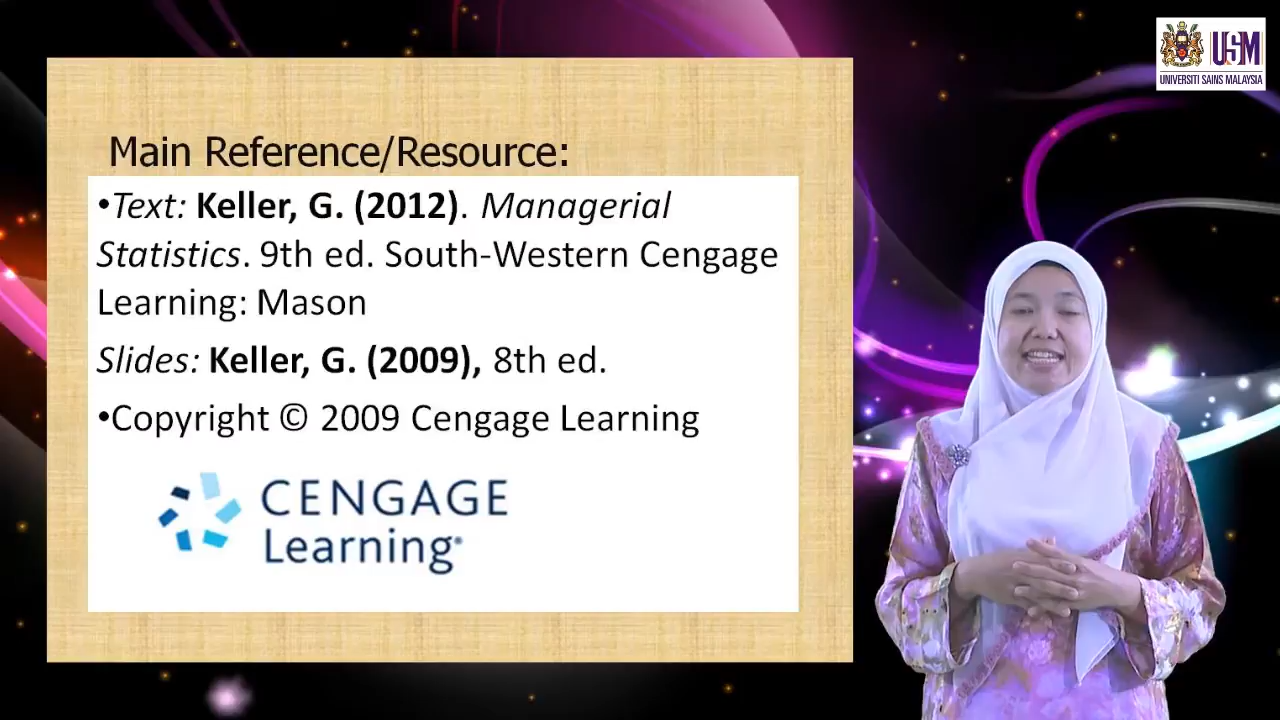 USM
UNIVERSITI SAINS MALAYSIA
Main Reference/Resource:
•Text: Keller, G. (2012). Managerial
Statistics. 9th ed. South-Western Cengage
Learning: Mason
Slides: Keller, G. (2009), 8th ed.
•Copyright © 2009 Cengage Learning
CENGAGE
Learning®